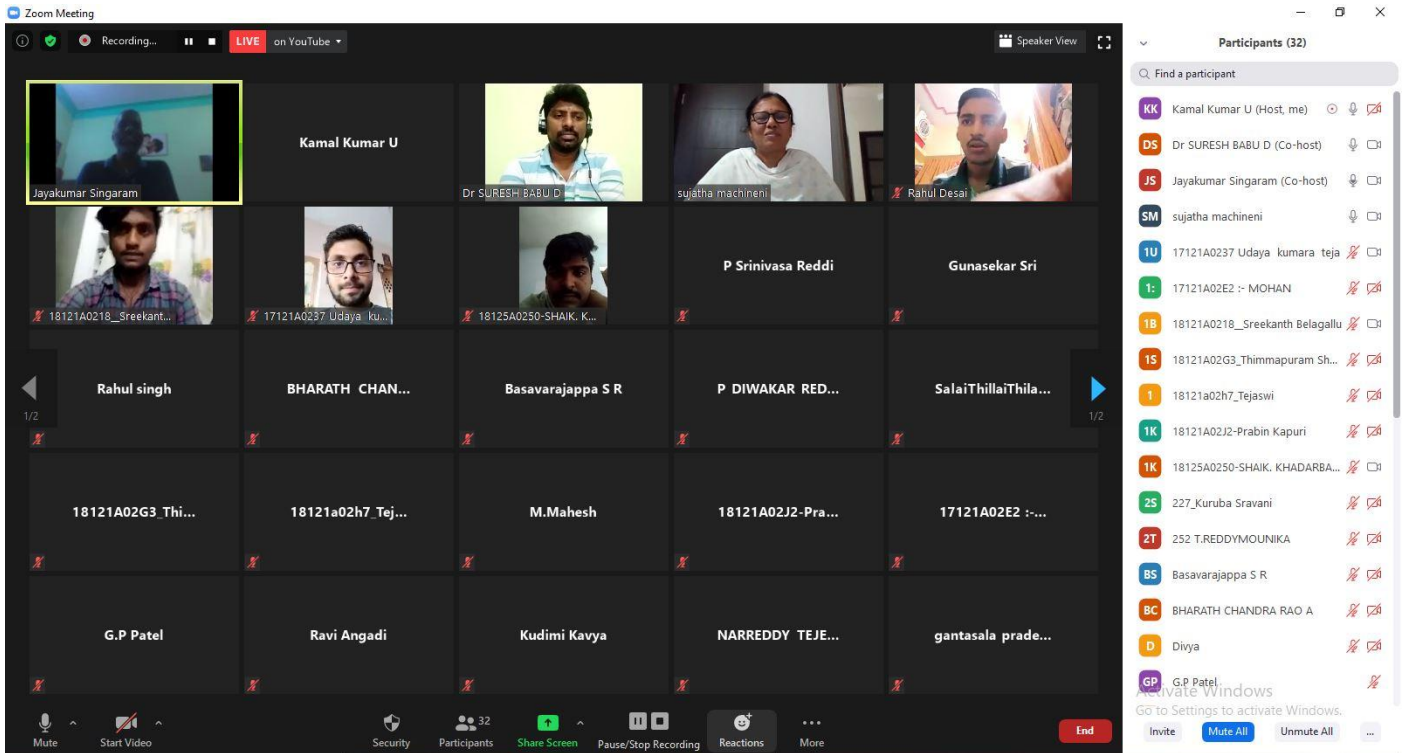 Zoom Meeting
Recording...
LIVE on YouTube
Speaker View
Jayakumar Singaram
Kamal Kumar U
Dr SURESH BABU D
sujatha machineni
Rahul Desai
18121A0218__Sreekant...
17121A0237 Udaya ku...
18125A0250-SHAIK. K...
P Srinivasa Reddi
Gunasekar Sri
1/2
Rahul singh
BHARATH CHAN...
Basavarajappa S R
P DIWAKAR RED...
SalaiThillaiThila...
1/2
18121A02G3_Thi...
18121a02h7_Tej...
M.Mahesh
18121A02J2-Pra...
17121A02E2 :-...
G.P Patel
Ravi Angadi
Kudimi Kavya
NARREDDY TEJE...
gantasala prade...
Mute
Start Video
Security
32
Participants
Share Screen
Pause/Stop Recording
Reactions
More
End
Participants (32)
Find a participant
KK Kamal Kumar U (Host, me)
DS Dr SURESH BABU D (Co-host)
JS Jayakumar Singaram (Co-host)
SM sujatha machineni
1U 17121A0237 Udaya kumara teja
1: 17121A02E2 :- MOHAN
1B 18121A0218__Sreekanth Belagallu
1S 18121A02G3_Thimmapuram Sh...
1 18121a02h7_Tejaswi
1K 18121A02J2-Prabin Kapuri
1K 18125A0250-SHAIK. KHADARBA...
2S 227_Kuruba Sravani
2T 252 T.REDDYMOUNIKA
BS Basavarajappa S R
BC BHARATH CHANDRA RAO A
D Divya
GP G.P Patel
Activate Windows
Go to Settings to activate Windows.
Invite
Mute All
Unmute All
...